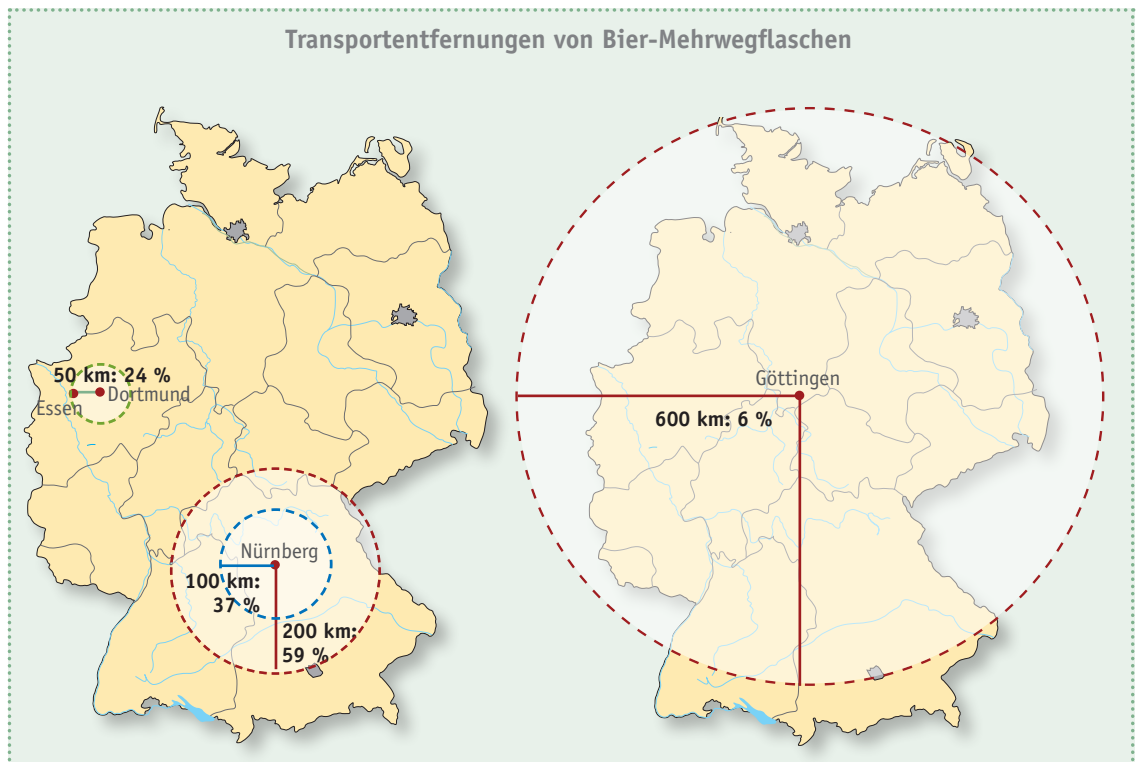 Transportentfernungen von Bier-Mehrwegflaschen
50 km: 24 %
Dortmund
Essen
Nürnberg
100 km:
37 %
200 km:
59 %
Göttingen
600 km: 6 %